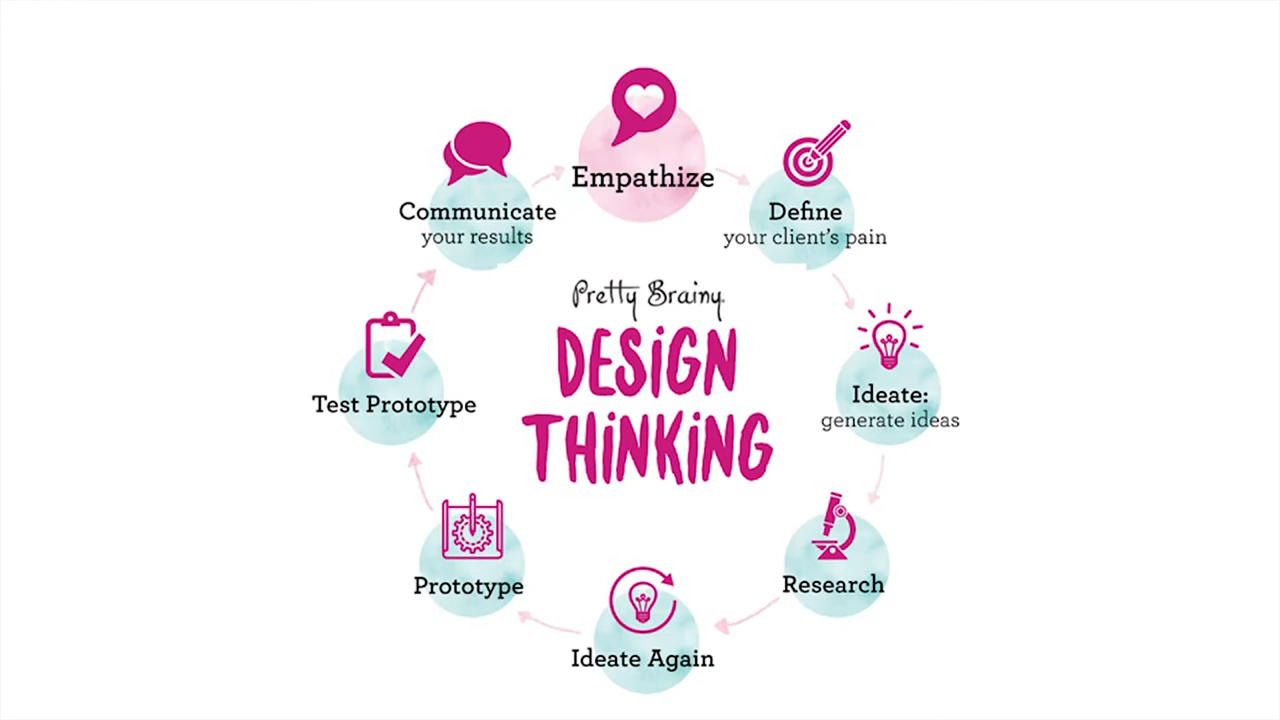 Pretty Brainy
DESiGN
THiNKiNG
Empathize
Define
your client's pain
Ideate:
generate ideas
Research
Ideate Again
Prototype
Test Prototype
Communicate
your results